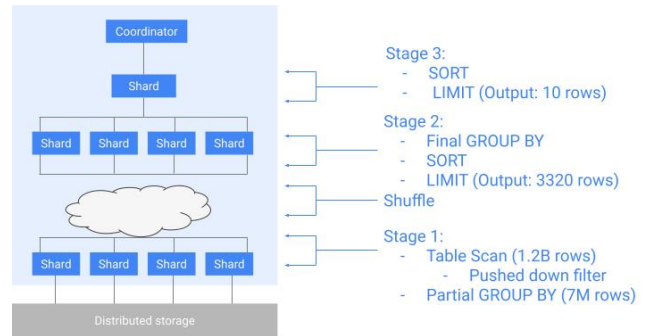 Coordinator
Shard
Shard Shard Shard Shard
Shard Shard Shard Shard
Distributed storage
Stage 3:
- SORT
- LIMIT (Output: 10 rows)
Stage 2:
- Final GROUP BY
- SORT
- LIMIT (Output: 3320 rows)
Shuffle
Stage 1:
- Table Scan (1.2B rows)
- Pushed down filter
- Partial GROUP BY (7M rows)